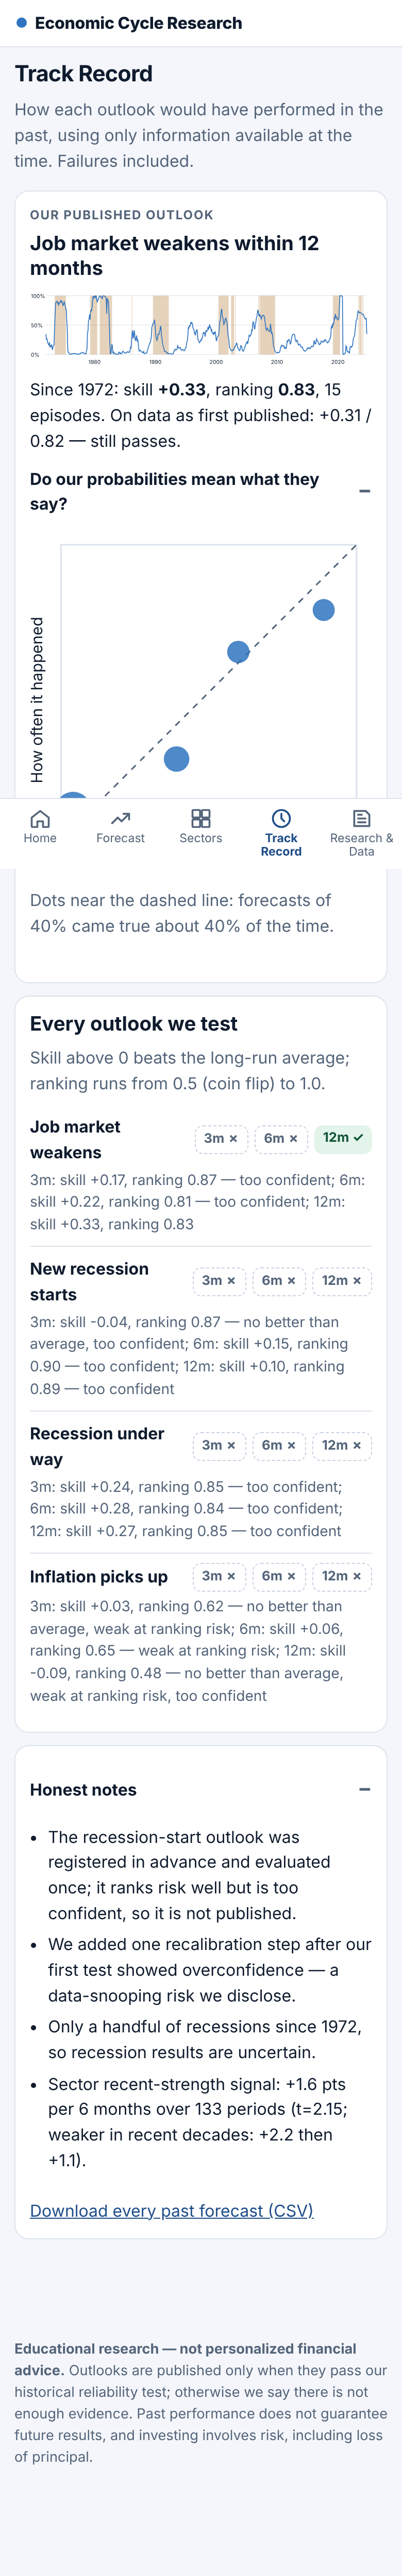 Economic Cycle Research
Track Record
How each outlook would have performed in the
past, using only information available at the
time. Failures included.
OUR PUBLISHED OUTLOOK
Job market weakens within 12
months
100%
50%
0%
1980 1990 2000 2010 2020
Since 1972: skill +0.33, ranking 0.83, 15
episodes. On data as first published: +0.31 /
0.82 — still passes.
Do our probabilities mean what they
say?
–
How often it happened
Home
Forecast
Sectors
Track
Record
Research &
Data
Dots near the dashed line: forecasts of
40% came true about 40% of the time.
Every outlook we test
Skill above 0 beats the long-run average;
ranking runs from 0.5 (coin flip) to 1.0.
Job market
weakens
3m × 6m × 12m ✓
3m: skill +0.17, ranking 0.87 — too confident; 6m:
skill +0.22, ranking 0.81 — too confident; 12m:
skill +0.33, ranking 0.83
New recession
starts
3m × 6m × 12m ×
3m: skill -0.04, ranking 0.87 — no better than
average, too confident; 6m: skill +0.15, ranking
0.90 — too confident; 12m: skill +0.10, ranking
0.89 — too confident
Recession under
way
3m × 6m × 12m ×
3m: skill +0.24, ranking 0.85 — too confident;
6m: skill +0.28, ranking 0.84 — too confident;
12m: skill +0.27, ranking 0.85 — too confident
Inflation picks up 3m × 6m × 12m ×
3m: skill +0.03, ranking 0.62 — no better than
average, weak at ranking risk; 6m: skill +0.06,
ranking 0.65 — weak at ranking risk; 12m: skill
-0.09, ranking 0.48 — no better than average,
weak at ranking risk, too confident
Honest notes –
• The recession-start outlook was
registered in advance and evaluated
once; it ranks risk well but is too
confident, so it is not published.
• We added one recalibration step after our
first test showed overconfidence — a
data-snooping risk we disclose.
• Only a handful of recessions since 1972,
so recession results are uncertain.
• Sector recent-strength signal: +1.6 pts
per 6 months over 133 periods (t=2.15;
weaker in recent decades: +2.2 then
+1.1).
Download every past forecast (CSV)
Educational research — not personalized financial
advice. Outlooks are published only when they pass our
historical reliability test; otherwise we say there is not
enough evidence. Past performance does not guarantee
future results, and investing involves risk, including loss
of principal.